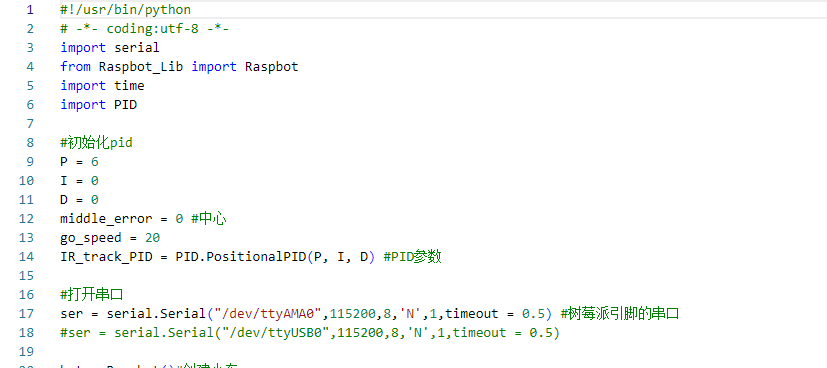 1 #!/usr/bin/python
2 # -*- coding:utf-8 -*-
3 import serial
4 from Raspbot_Lib import Raspbot
5 import time
6 import PID
7
8 #初始化pid
9 P = 6
10 I = 0
11 D = 0
12 middle_error = 0 #中心
13 go_speed = 20
14 IR_track_PID = PID.PositionalPID(P, I, D) #PID参数
15
16 #打开串口
17 ser = serial.Serial("/dev/ttyAMA0",115200,8,'N',1,timeout = 0.5) #树莓派引脚的串口
18 #ser = serial.Serial("/dev/ttyUSB0",115200,8,'N',1,timeout = 0.5)
19